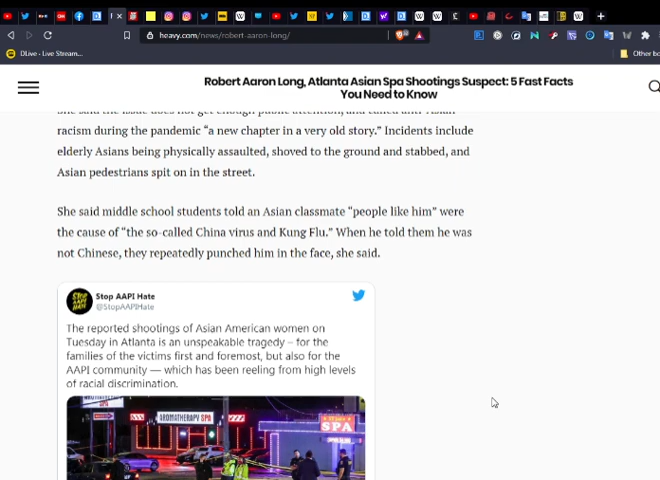 heavy.com/news/robert-aaron-long/
DLive - Live Stream...
Other bo
Robert Aaron Long, Atlanta Asian Spa Shootings Suspect: 5 Fast Facts
You Need to Know
She said the issue does not get enough public attention, and called anti-Asian
racism during the pandemic “a new chapter in a very old story.” Incidents include
elderly Asians being physically assaulted, shoved to the ground and stabbed, and
Asian pedestrians spit on in the street.
She said middle school students told an Asian classmate “people like him” were
the cause of “the so-called China virus and Kung Flu.” When he told them he was
not Chinese, they repeatedly punched him in the face, she said.
Stop AAPI Hate
@StopAAPIHate
The reported shootings of Asian American women on
Tuesday in Atlanta is an unspeakable tragedy – for the
families of the victims first and foremost, but also for the
AAPI community — which has been reeling from high levels
of racial discrimination.
AROMATHERAPY SPA
SPA